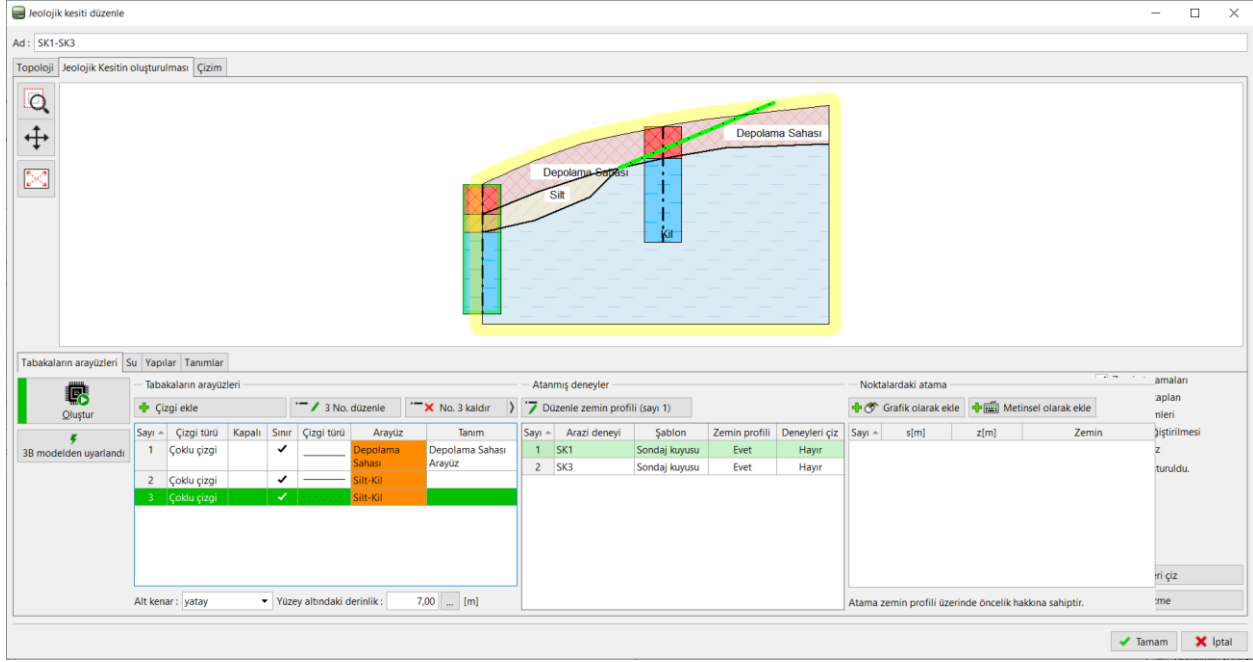 Jeolojik kesiti düzenle
Ad : SK1-SK3
Topoloji Jeolojik Kesitin oluşturulması Çizim
Depolama Sahası
Depolama Sahası
Silt
Kil
Tabakaların arayüzleri Su Yapılar Tanımlar
Oluştur
3B modelden uyarlandı
Tabakaların arayüzleri
Çizgi ekle 3 No. düzenle No. 3 kaldır
Sayı Çizgi türü Kapalı Sınır Çizgi türü Arayüz Tanım
1 Çoklu çizgi Depolama Sahası Depolama Sahası Arayüz
2 Çoklu çizgi Silt-Kil
3 Çoklu çizgi Silt-Kil
Alt kenar : yatay Yüzey altındaki derinlik : 7,00 ... [m]
Atanmış deneyler
Düzenle zemin profili (sayı 1)
Sayı Arazi deneyi Şablon Zemin profili Deneyleri çiz
1 SK1 Sondaj kuyusu Evet Hayır
2 SK3 Sondaj kuyusu Evet Hayır
Noktalardaki atama
Grafik olarak ekle Metinsel olarak ekle
Sayı s[m] z[m] Zemin
Atama zemin profili üzerinde öncelik hakkına sahiptir.
amaları
kaplan
nleri
ğiştirilmesi
z
turuldu.
eri çiz
zme
Tamam İptal